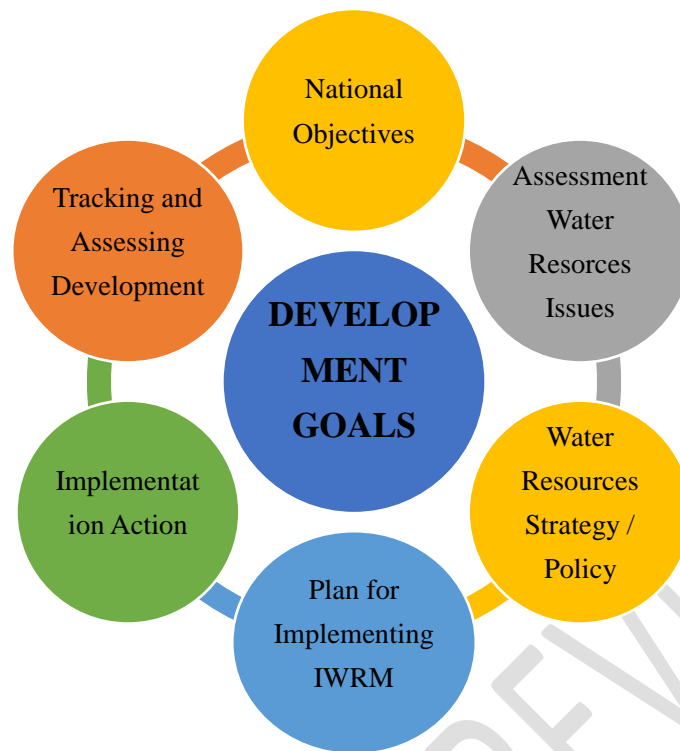 National
Objectives
Assessment
Water
Resorces
Issues
Water
Resources
Strategy /
Policy
Plan for
Implementing
IWRM
Implementat
ion Action
Tracking and
Assessing
Development
DEVELOP
MENT
GOALS